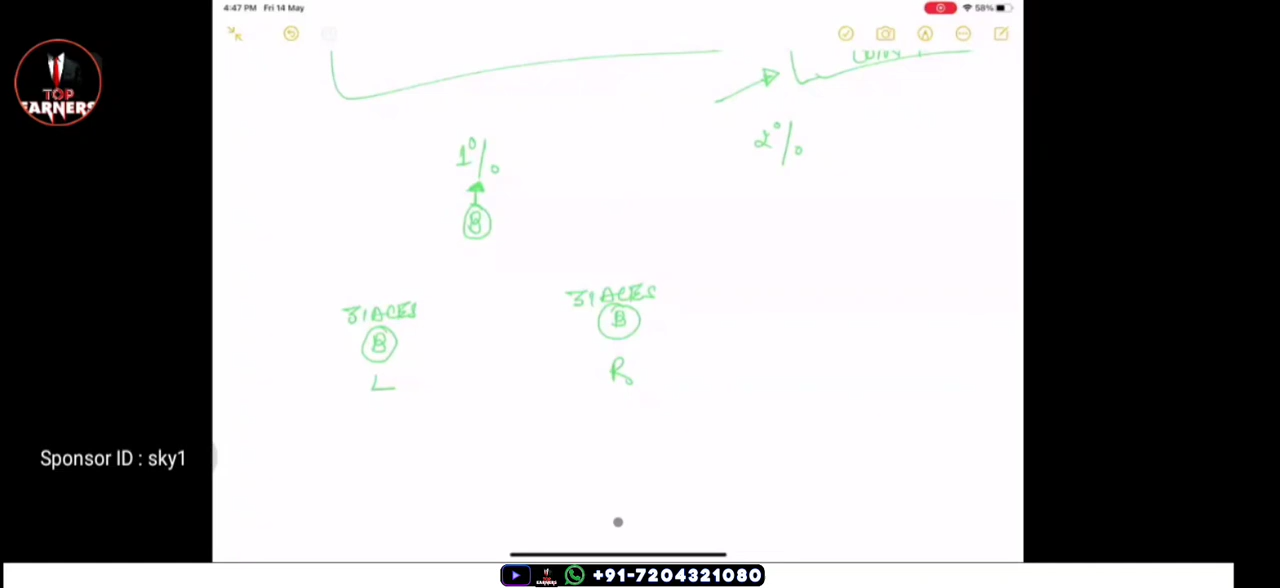 4:47 PM Fri 14 May
58%
TOP
EARNERS
1%
2%
B
31ACES
31ACES
B
B
L
R
Sponsor ID : sky1
+91-7204321080